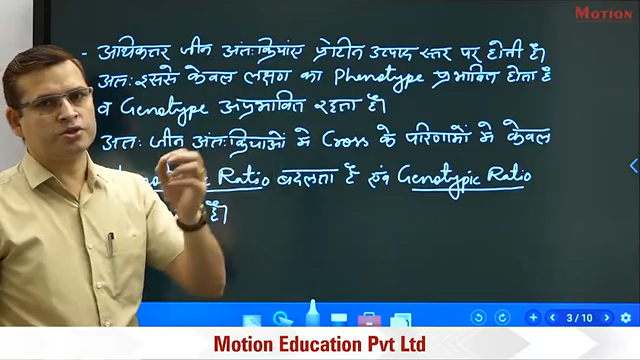 MOTION
- अधिकतर जीन अंतःक्रियाएं प्रोटीन उत्पाद स्तर पर होती है।
अतः इससे केवल लक्षण का Phenotype प्रभावित होता है
व Genotype अप्रभावित रहता है।
अतः जीन अंतःक्रियाओं में Cross के परिणामों में केवल
Ratio बदलता है एवं Genotypic Ratio
है।
3 / 10
Motion Education Pvt Ltd